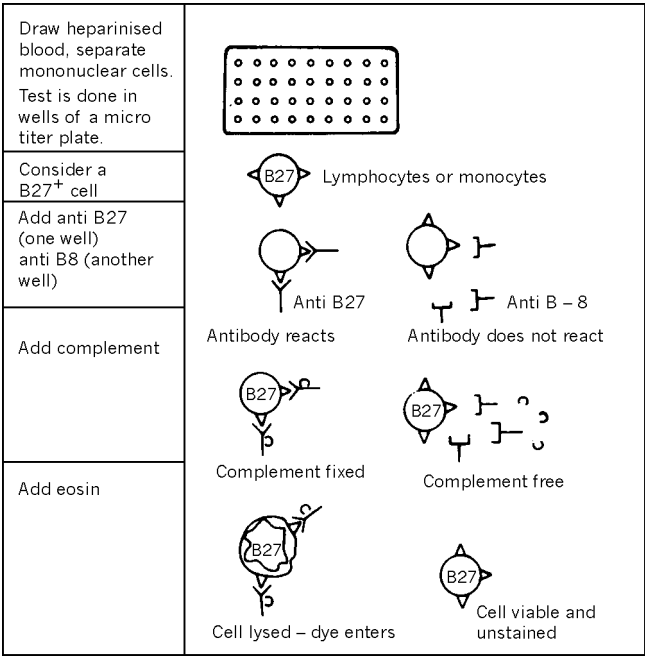 Draw heparinised
blood, separate
mononuclear cells.
Test is done in
wells of a micro
titer plate.
Consider a
B27+ cell
B27
Lymphocytes or monocytes
Add anti B27
(one well)
anti B8 (another
well)
Anti B27
Anti B – 8
Antibody reacts
Antibody does not react
Add complement
B27
B27
Complement fixed
Complement free
Add eosin
B27
B27
Cell lysed – dye enters
Cell viable and
unstained